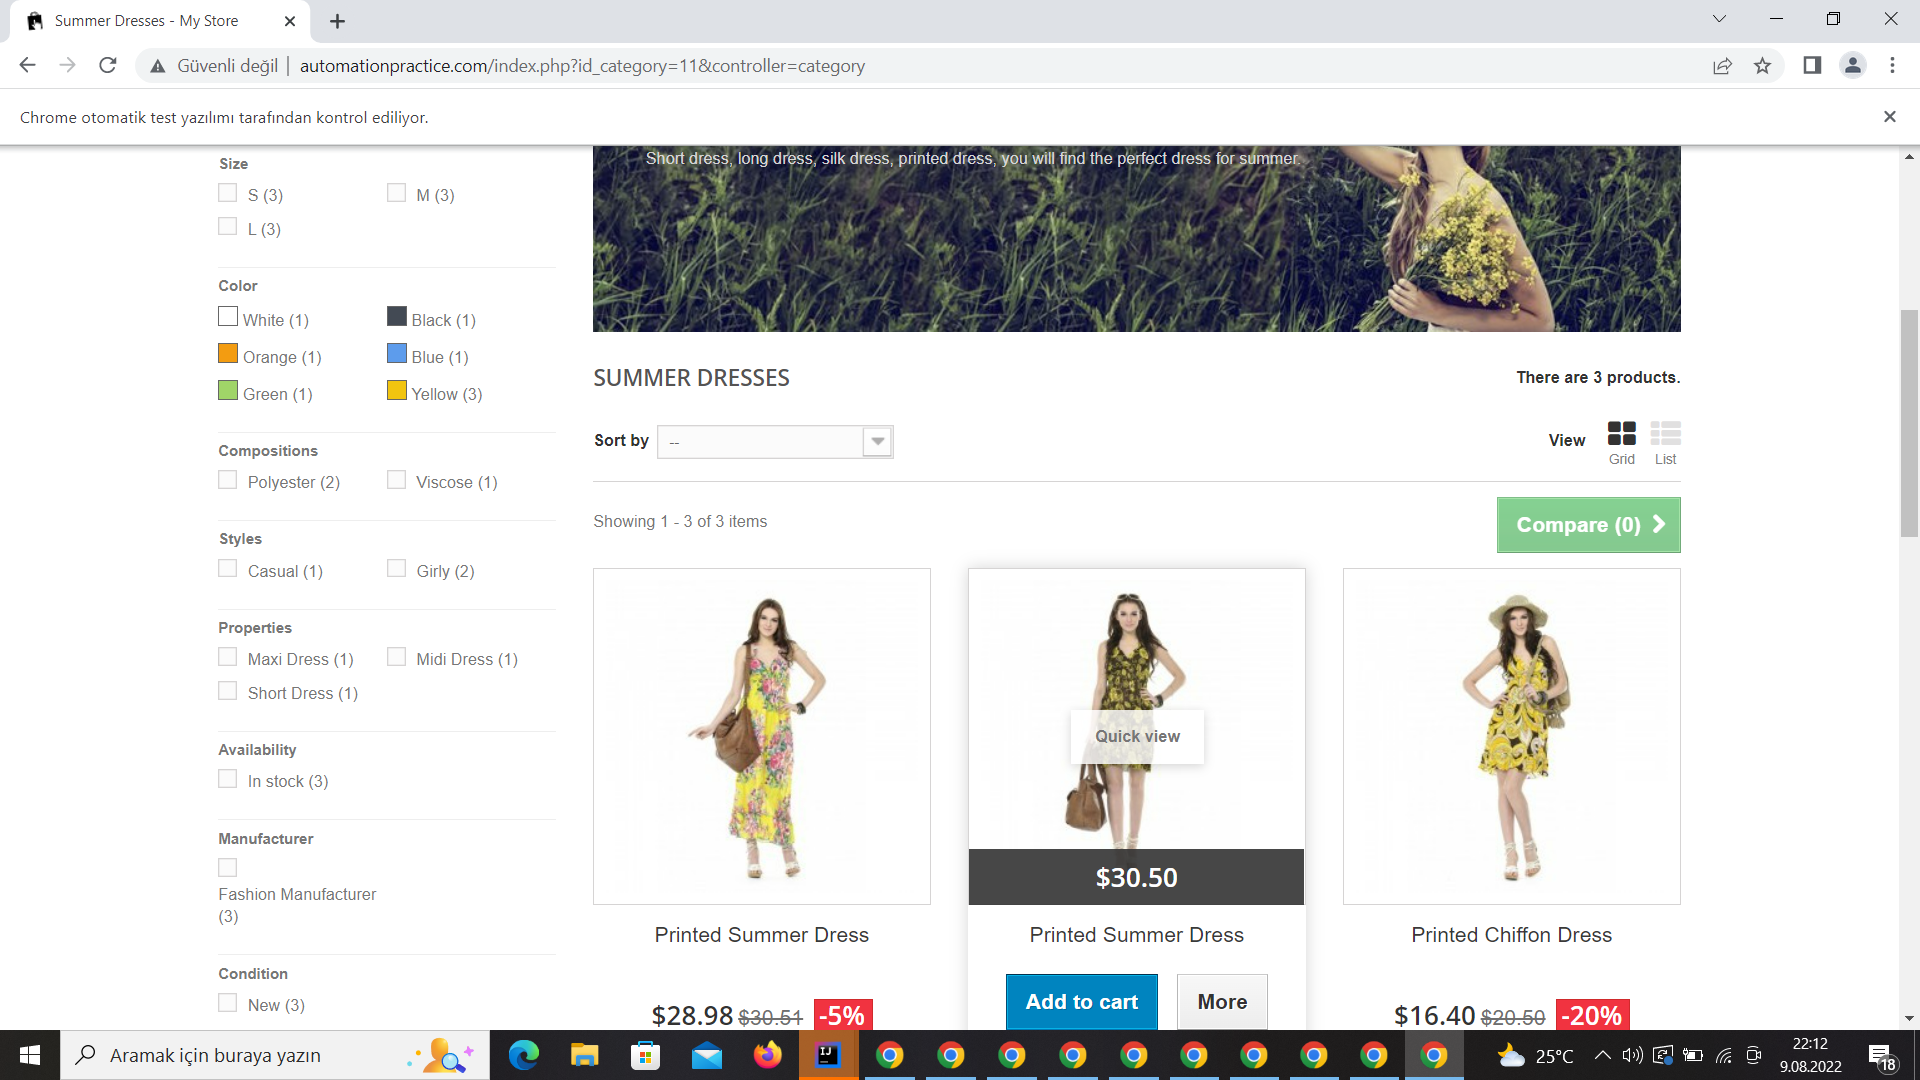 Summer Dresses - My Store
Güvenli değil
automationpractice.com/index.php?id_category=11&controller=category
Chrome otomatik test yazılımı tarafından kontrol ediliyor.
Size
S (3)
M (3)
L (3)
Color
White (1)
Black (1)
Orange (1)
Blue (1)
Green (1)
Yellow (3)
Compositions
Polyester (2)
Viscose (1)
Styles
Casual (1)
Girly (2)
Properties
Maxi Dress (1)
Midi Dress (1)
Short Dress (1)
Availability
In stock (3)
Manufacturer
Fashion Manufacturer
(3)
Condition
New (3)
Short dress, long dress, silk dress, printed dress, you will find the perfect dress for summer.
SUMMER DRESSES
There are 3 products.
Sort by
--
View
Grid
List
Showing 1 - 3 of 3 items
Compare (0)
Quick view
$30.50
Printed Summer Dress
Printed Summer Dress
Printed Chiffon Dress
$28.98 $30.51 -5%
Add to cart
More
$16.40 $20.50 -20%
Aramak için buraya yazın
IJ
25°C
22:12
9.08.2022
18